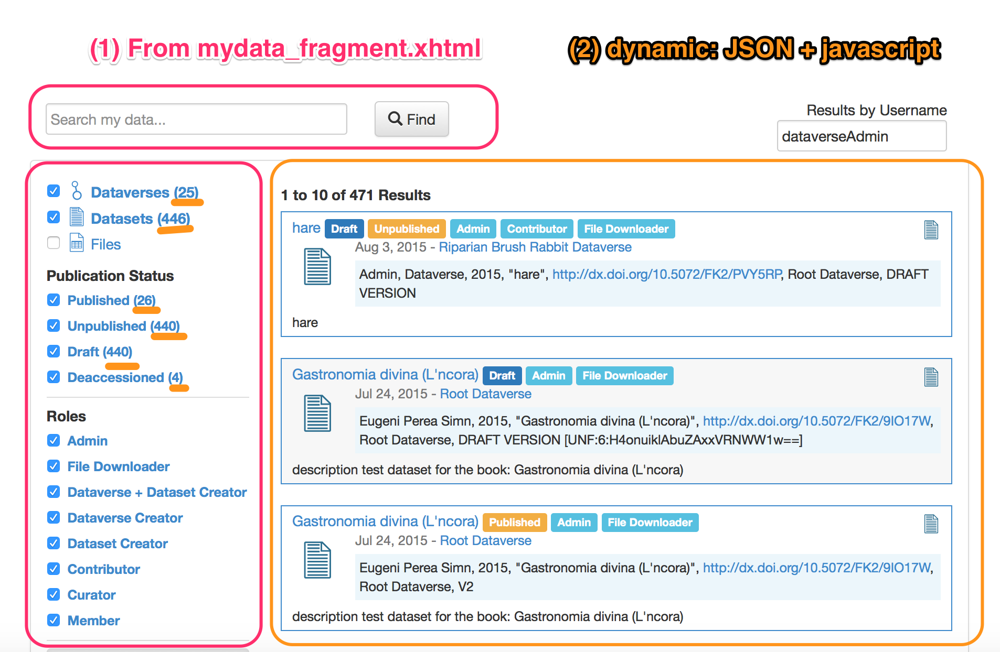 (1) From mydata_fragment.xhtml
(2) dynamic: JSON + javascript
Search my data...
Find
Results by Username
dataverseAdmin
Dataverses (25)
Datasets (446)
Files
Publication Status
Published (26)
Unpublished (440)
Draft (440)
Deaccessioned (4)
Roles
Admin
File Downloader
Dataverse + Dataset Creator
Dataverse Creator
Dataset Creator
Contributor
Curator
Member
1 to 10 of 471 Results
hare Draft Unpublished Admin Contributor File Downloader
Aug 3, 2015 - Riparian Brush Rabbit Dataverse
Admin, Dataverse, 2015, "hare", http://dx.doi.org/10.5072/FK2/PVY5RP, Root Dataverse, DRAFT
VERSION
hare
Gastronomia divina (L'ncora) Draft Admin File Downloader
Jul 24, 2015 - Root Dataverse
Eugeni Perea Simn, 2015, "Gastronomia divina (L'ncora)", http://dx.doi.org/10.5072/FK2/9IO17W,
Root Dataverse, DRAFT VERSION [UNF:6:H4onuiklAbuZAxxVRNWW1w==]
description test dataset for the book: Gastronomia divina (L'ncora)
Gastronomia divina (L'ncora) Published Admin File Downloader
Jul 24, 2015 - Root Dataverse
Eugeni Perea Simn, 2015, "Gastronomia divina (L'ncora)", http://dx.doi.org/10.5072/FK2/9IO17W,
Root Dataverse, V2
description test dataset for the book: Gastronomia divina (L'ncora)